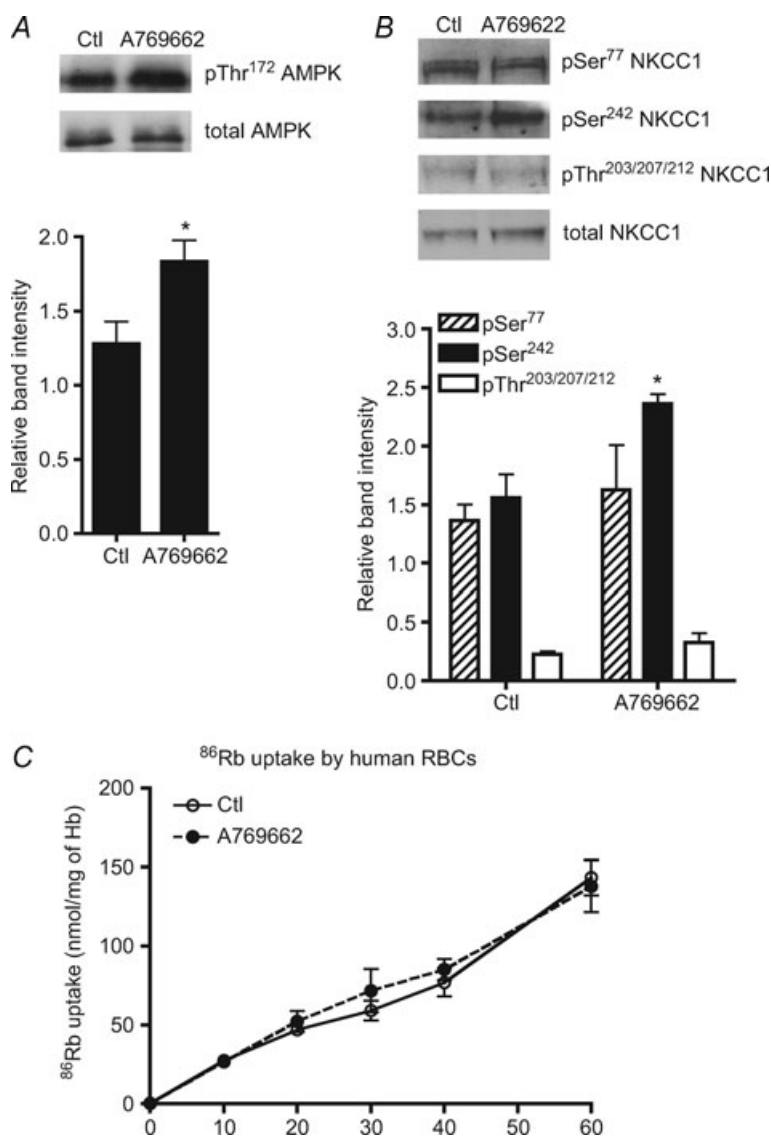 A
Ctl A769662
pThr¹⁷² AMPK
total AMPK
2.0
1.5
1.0
0.5
0.0
Relative band intensity
*
Ctl A769662
B
Ctl A769622
pSer⁷⁷ NKCC1
pSer²⁴² NKCC1
pThr²⁰³/²⁰⁷/²¹² NKCC1
total NKCC1
pSer⁷⁷
pSer²⁴²
pThr²⁰³/²⁰⁷/²¹²
3.0
2.5
2.0
1.5
1.0
0.5
0.0
Relative band intensity
*
Ctl A769662
C
⁸⁶Rb uptake by human RBCs
Ctl
A769662
200
150
100
50
0
⁸⁶Rb uptake (nmol/mg of Hb)
0 10 20 30 40 50 60